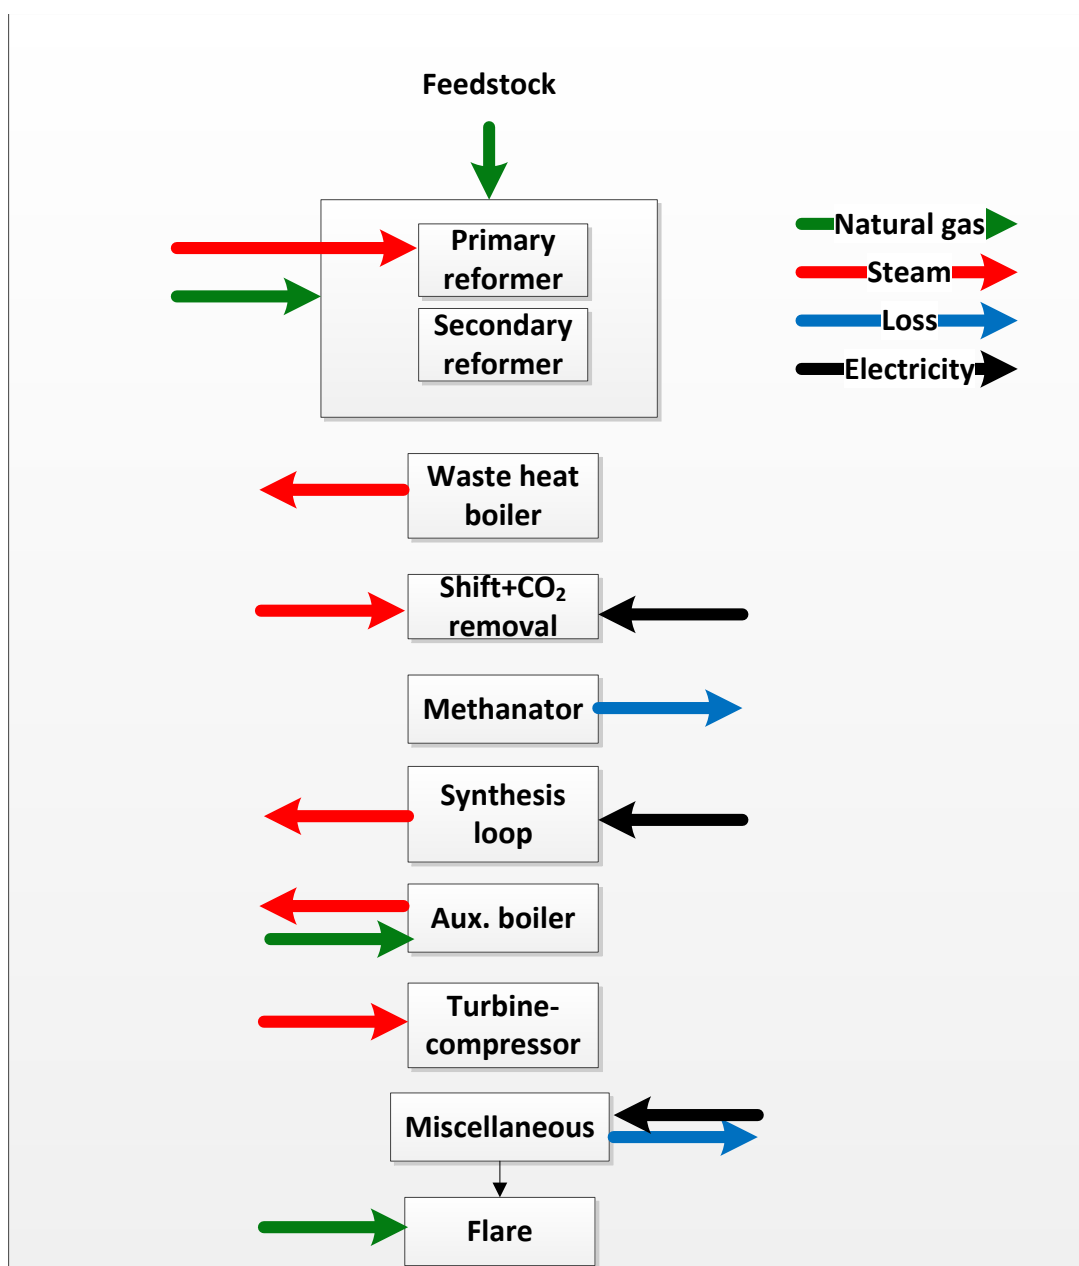 Feedstock
Primary
reformer
Secondary
reformer
Natural gas
Steam
Loss
Electricity
Waste heat
boiler
Shift+CO₂
removal
Methanator
Synthesis
loop
Aux. boiler
Turbine-
compressor
Miscellaneous
Flare